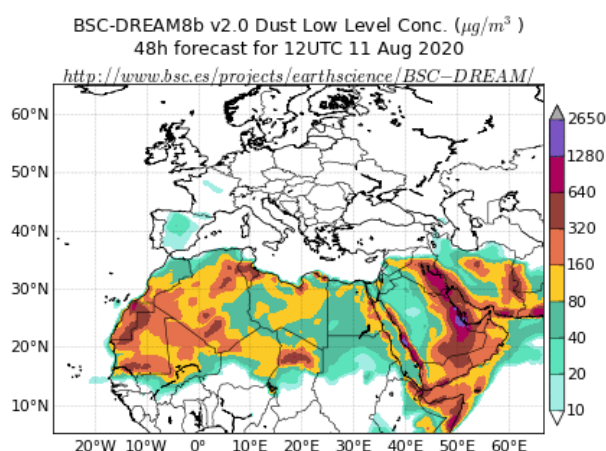 BSC-DREAM8b v2.0 Dust Low Level Conc. (μg/m³ )
48h forecast for 12UTC 11 Aug 2020
http://www.bsc.es/projects/earthscience/BSC−DREAM/
60°N
50°N
40°N
30°N
20°N
10°N
20°W
10°W
0°
10°E
20°E
30°E
40°E
50°E
60°E
2650
1280
640
320
160
80
40
20
10